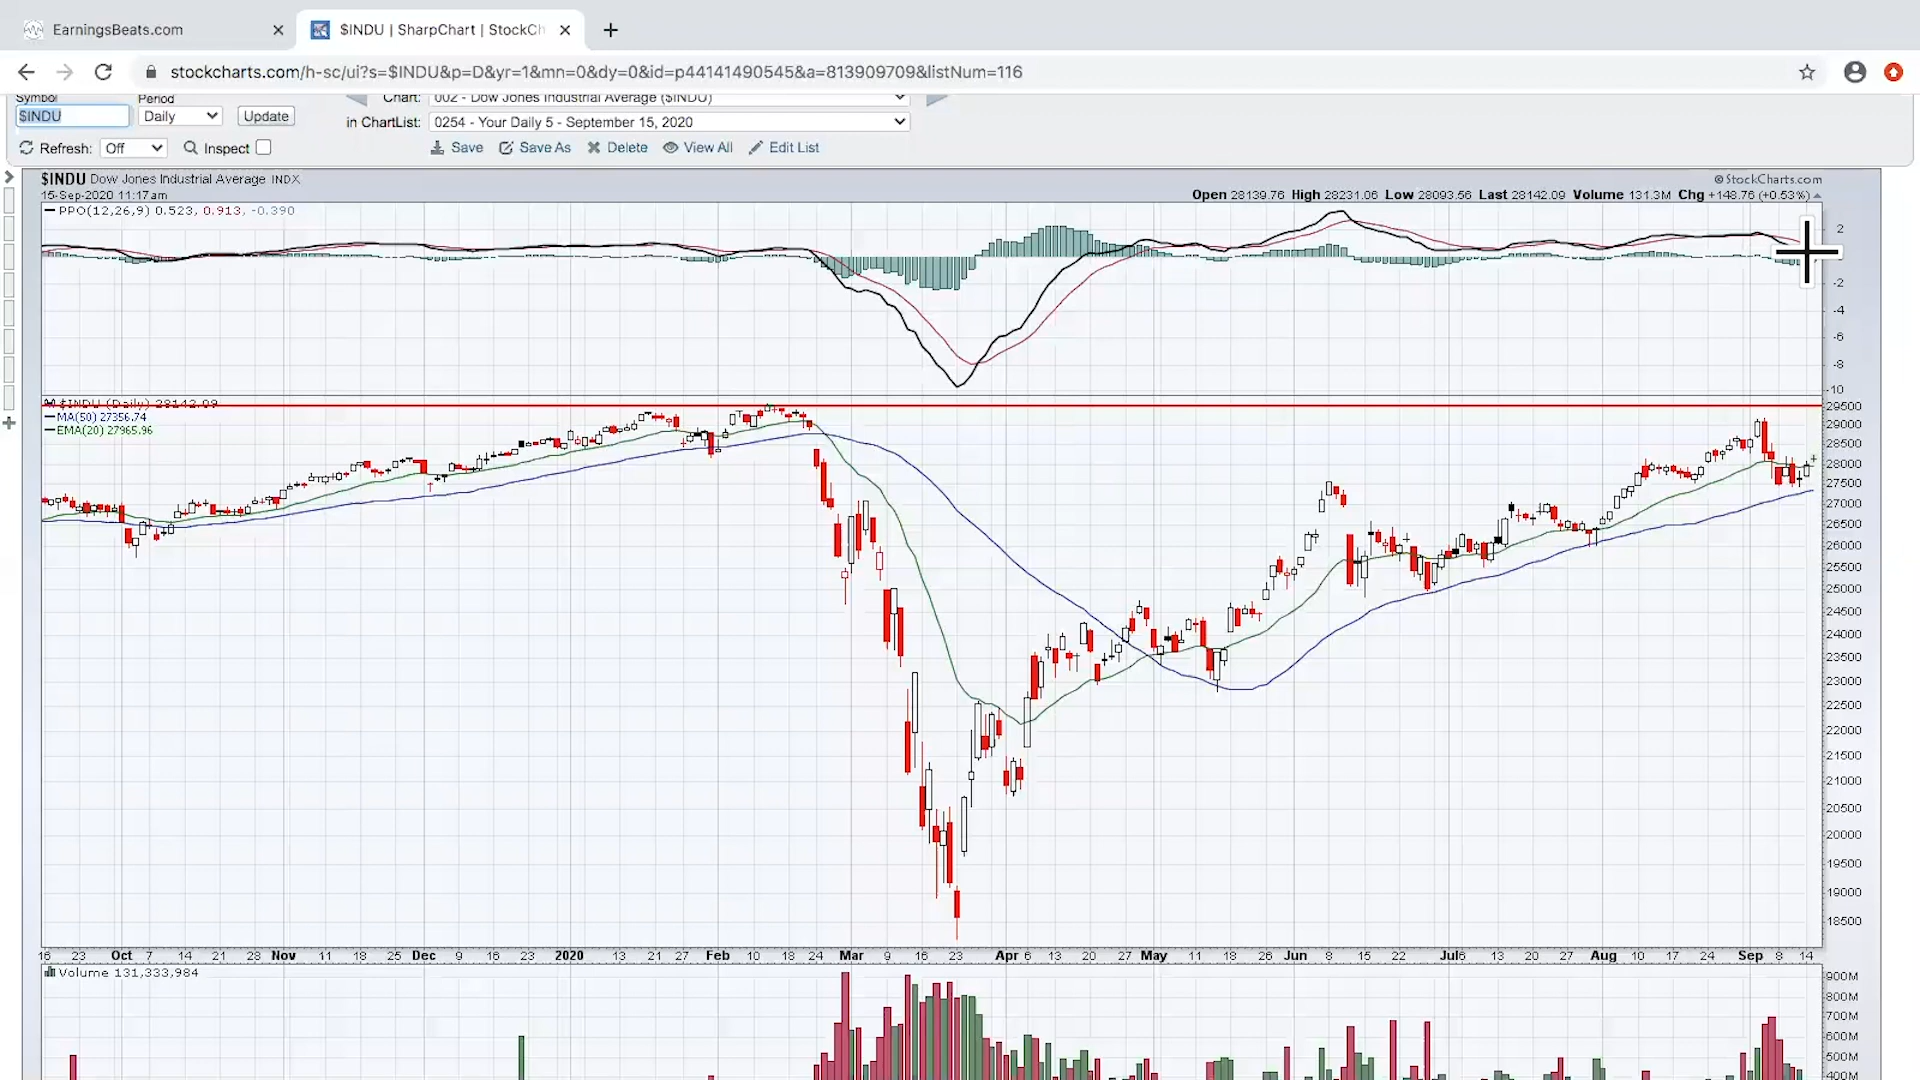 EarningsBeats.com
$INDU | SharpChart | StockCh
stockcharts.com/h-sc/ui?s=$INDU&p=D&yr=1&mn=0&dy=0&id=p44141490545&a=813909709&listNum=116
Symbol Period Chart: 002 - Dow Jones Industrial Average ($INDU)
$INDU Daily Update in ChartList: 0254 - Your Daily 5 - September 15, 2020
Refresh: Off Inspect Save Save As Delete View All Edit List
$INDU Dow Jones Industrial Average INDX ©StockCharts.com
15-Sep-2020 11:17am Open 28139.76 High 28231.06 Low 28093.56 Last 28142.09 Volume 131.3M Chg +148.76 (+0.53%)
PPO(12,26,9) 0.523, 0.913, -0.390
2
-2
-4
-6
-8
-10
$INDU (Daily) 28142.09
MA(50) 27356.74
EMA(20) 27965.96
29500
29000
28500
28000
27500
27000
26500
26000
25500
25000
24500
24000
23500
23000
22500
22000
21500
21000
20500
20000
19500
19000
18500
16 23 Oct 7 14 21 28 Nov 11 18 25 Dec 9 16 23 2020 13 21 27 Feb 10 18 24 Mar 9 16 23 Apr 6 13 20 27 May 11 18 26 Jun 8 15 22 Jul 6 13 20 27 Aug 10 17 24 Sep 8 14
Volume 131,333,984
900M
800M
700M
600M
500M
400M